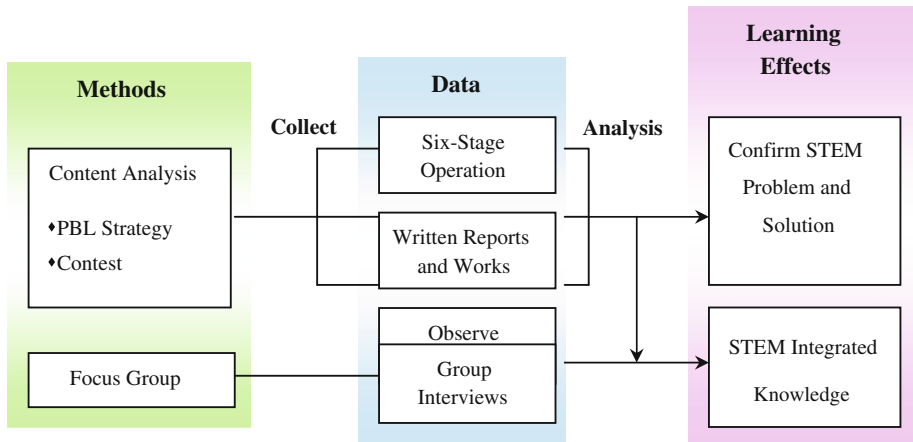 Methods
Content Analysis
♦PBL Strategy
♦Contest
Focus Group
Collect
Data
Six-Stage
Operation
Written Reports
and Works
Observe
Group
Interviews
Analysis
Learning
Effects
Confirm STEM
Problem and
Solution
STEM Integrated
Knowledge